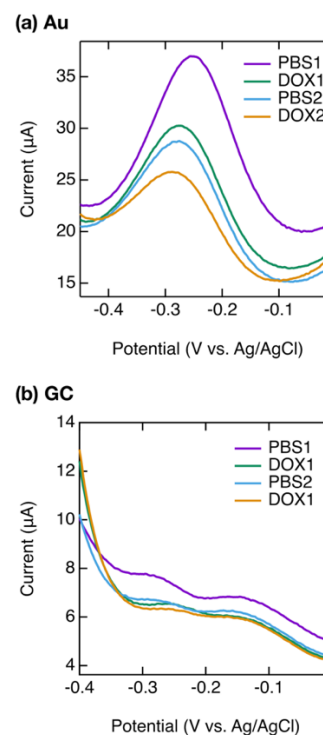 (a) Au
PBS1
DOX1
PBS2
DOX2
35
30
25
20
15
Current (µA)
-0.4
-0.3
-0.2
-0.1
Potential (V vs. Ag/AgCl)
(b) GC
PBS1
DOX1
PBS2
DOX1
14
12
10
8
6
4
Current (µA)
-0.4
-0.3
-0.2
-0.1
Potential (V vs. Ag/AgCl)